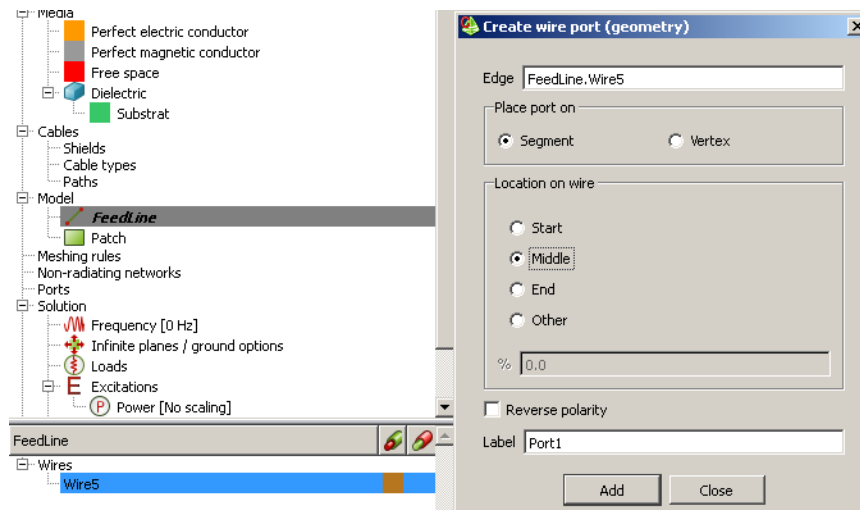 Media
Perfect electric conductor
Perfect magnetic conductor
Free space
Dielectric
Substrat
Cables
Shields
Cable types
Paths
Model
FeedLine
Patch
Meshing rules
Non-radiating networks
Ports
Solution
Frequency [0 Hz]
Infinite planes / ground options
Loads
E Excitations
P Power [No scaling]
FeedLine
Wires
Wire5
Create wire port (geometry)
Edge FeedLine.Wire5
Place port on
Segment Vertex
Location on wire
Start
Middle
End
Other
% 0.0
Reverse polarity
Label Port1
Add Close